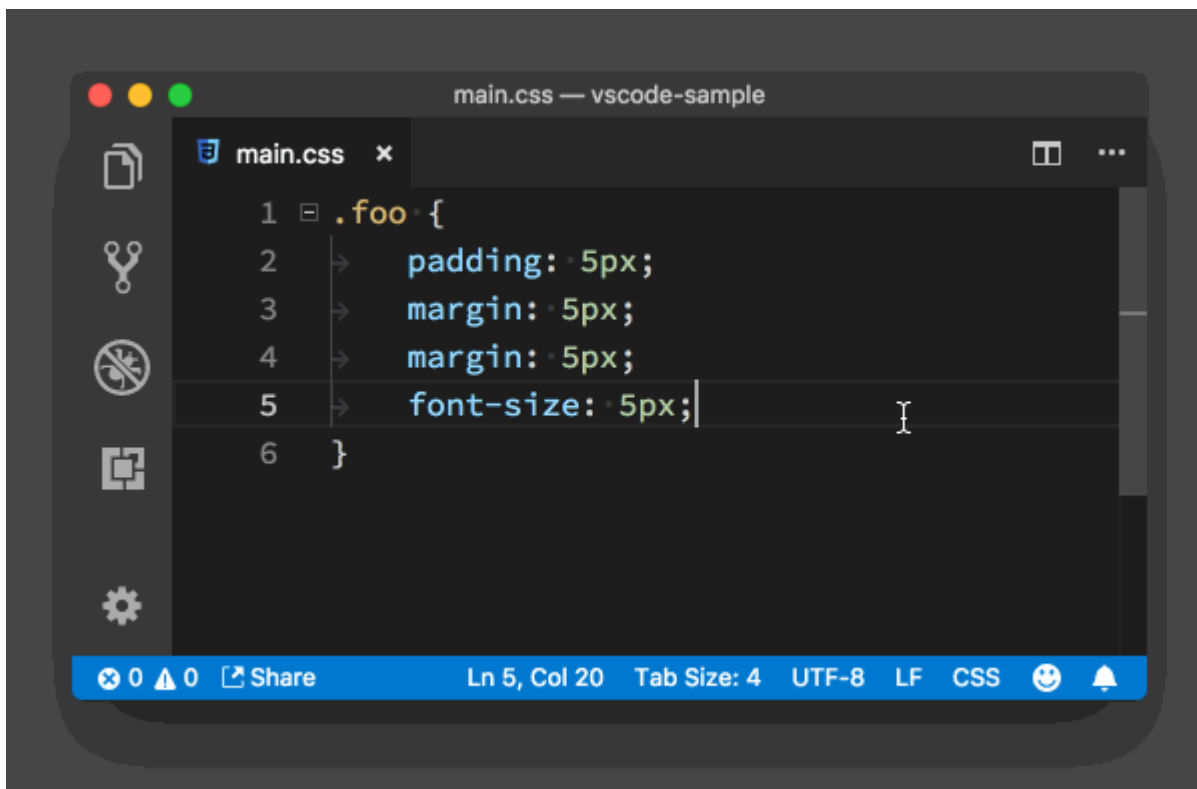 main.css — vscode-sample
main.css ×
1 .foo {
2 padding: 5px;
3 margin: 5px;
4 margin: 5px;
5 font-size: 5px;
6 }
0 0 Share Ln 5, Col 20 Tab Size: 4 UTF-8 LF CSS